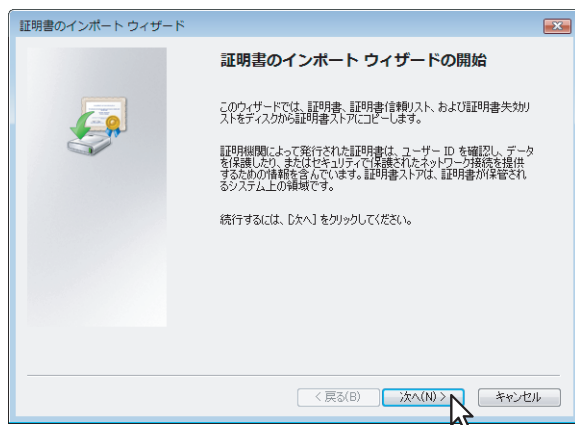 証明書のインポート ウィザード
証明書のインポート ウィザードの開始
このウィザードでは、証明書、証明書信頼リスト、および証明書失効リ
ストをディスクから証明書ストアにコピーします。
証明機関によって発行された証明書は、ユーザー ID を確認し、データ
を保護したり、またはセキュリティで保護されたネットワーク接続を提供
するための情報を含んでいます。証明書ストアは、証明書が保管され
るシステム上の領域です。
続行するには、[次へ] をクリックしてください。
< 戻る(B) 次へ(N) > キャンセル